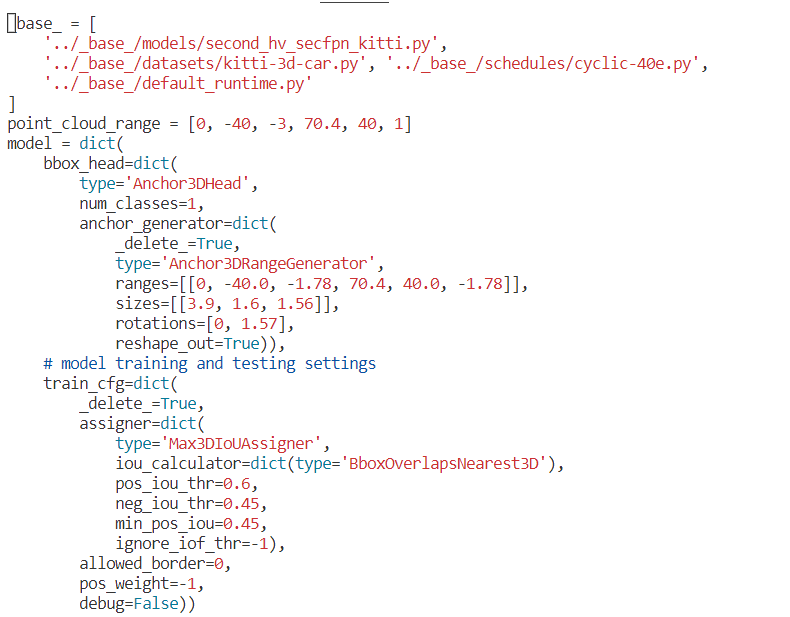 _base_ = [
    '../_base_/models/second_hv_secfpn_kitti.py',
    '../_base_/datasets/kitti-3d-car.py', '../_base_/schedules/cyclic-40e.py',
    '../_base_/default_runtime.py'
]
point_cloud_range = [0, -40, -3, 70.4, 40, 1]
model = dict(
    bbox_head=dict(
        type='Anchor3DHead',
        num_classes=1,
        anchor_generator=dict(
            _delete_=True,
            type='Anchor3DRangeGenerator',
            ranges=[[0, -40.0, -1.78, 70.4, 40.0, -1.78]],
            sizes=[[3.9, 1.6, 1.56]],
            rotations=[0, 1.57],
            reshape_out=True)),
    # model training and testing settings
    train_cfg=dict(
        _delete_=True,
        assigner=dict(
            type='Max3DIoUAssigner',
            iou_calculator=dict(type='BboxOverlapsNearest3D'),
            pos_iou_thr=0.6,
            neg_iou_thr=0.45,
            min_pos_iou=0.45,
            ignore_iof_thr=-1),
        allowed_border=0,
        pos_weight=-1,
        debug=False))